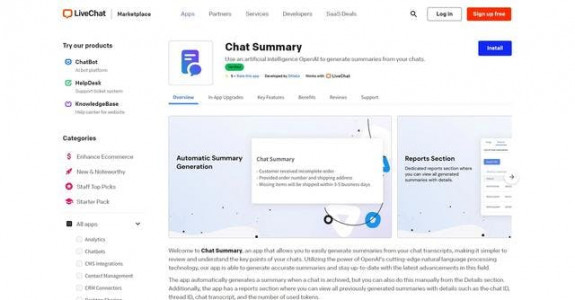 LiveChat Marketplace Apps Partners Services Developers SaaS Deals Log in Sign up free
Try our products
ChatBot
HelpDesk
Support ticket system
KnowledgeBase
Help center for website
Categories
Enhance Ecommerce
New & Noteworthy
Staff Top Picks
Starter Pack
All apps
Analytics
Chatbots
CMS Integrations
Contact Management
CRM Converters
Chat Summary
Use an artificial intelligence OpenAI to generate summaries from your chats.
Install
Works with LiveChat
Overview In-App Upgrades Key Features Benefits Reviews Support
Automatic Summary
Generation
Chat Summary
- Customer received incomplete order
- Provided order number and shipping address
- Missing items will be shipped within 3-5 business days
Reports Section
Dedicated reports section where
you can view all generated
summaries with details.
Welcome to Chat Summary, an app that allows you to easily generate summaries from your chat transcripts, making it simpler to
review and understand the key points of your chats. Utilizing the power of OpenAI's cutting-edge natural language processing
technology, our app is able to generate accurate summaries and stay up-to-date with the latest advancements in this field.
The app automatically generates a summary when a chat is archived, but you can also do this manually from the Details section.
Additionally, the app has a reports section where you can view all previously generated summaries with details such as the chat ID,
thread ID, chat transcript, and the number of used tokens.